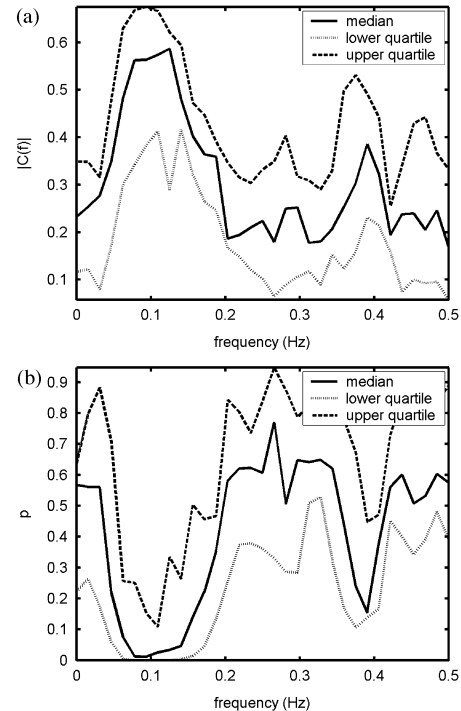 (a)
median
lower quartile
upper quartile
0.6
0.5
0.4
0.3
0.2
0.1
|C(f)|
0 0.1 0.2 0.3 0.4 0.5
frequency (Hz)
(b)
median
lower quartile
upper quartile
0.9
0.8
0.7
0.6
0.5
0.4
0.3
0.2
0.1
0
p
0 0.1 0.2 0.3 0.4 0.5
frequency (Hz)